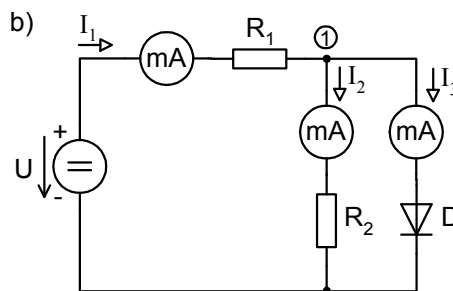 b)
I1
mA
R1
1
I2
I3
mA
mA
+
U
=
-
R2
D